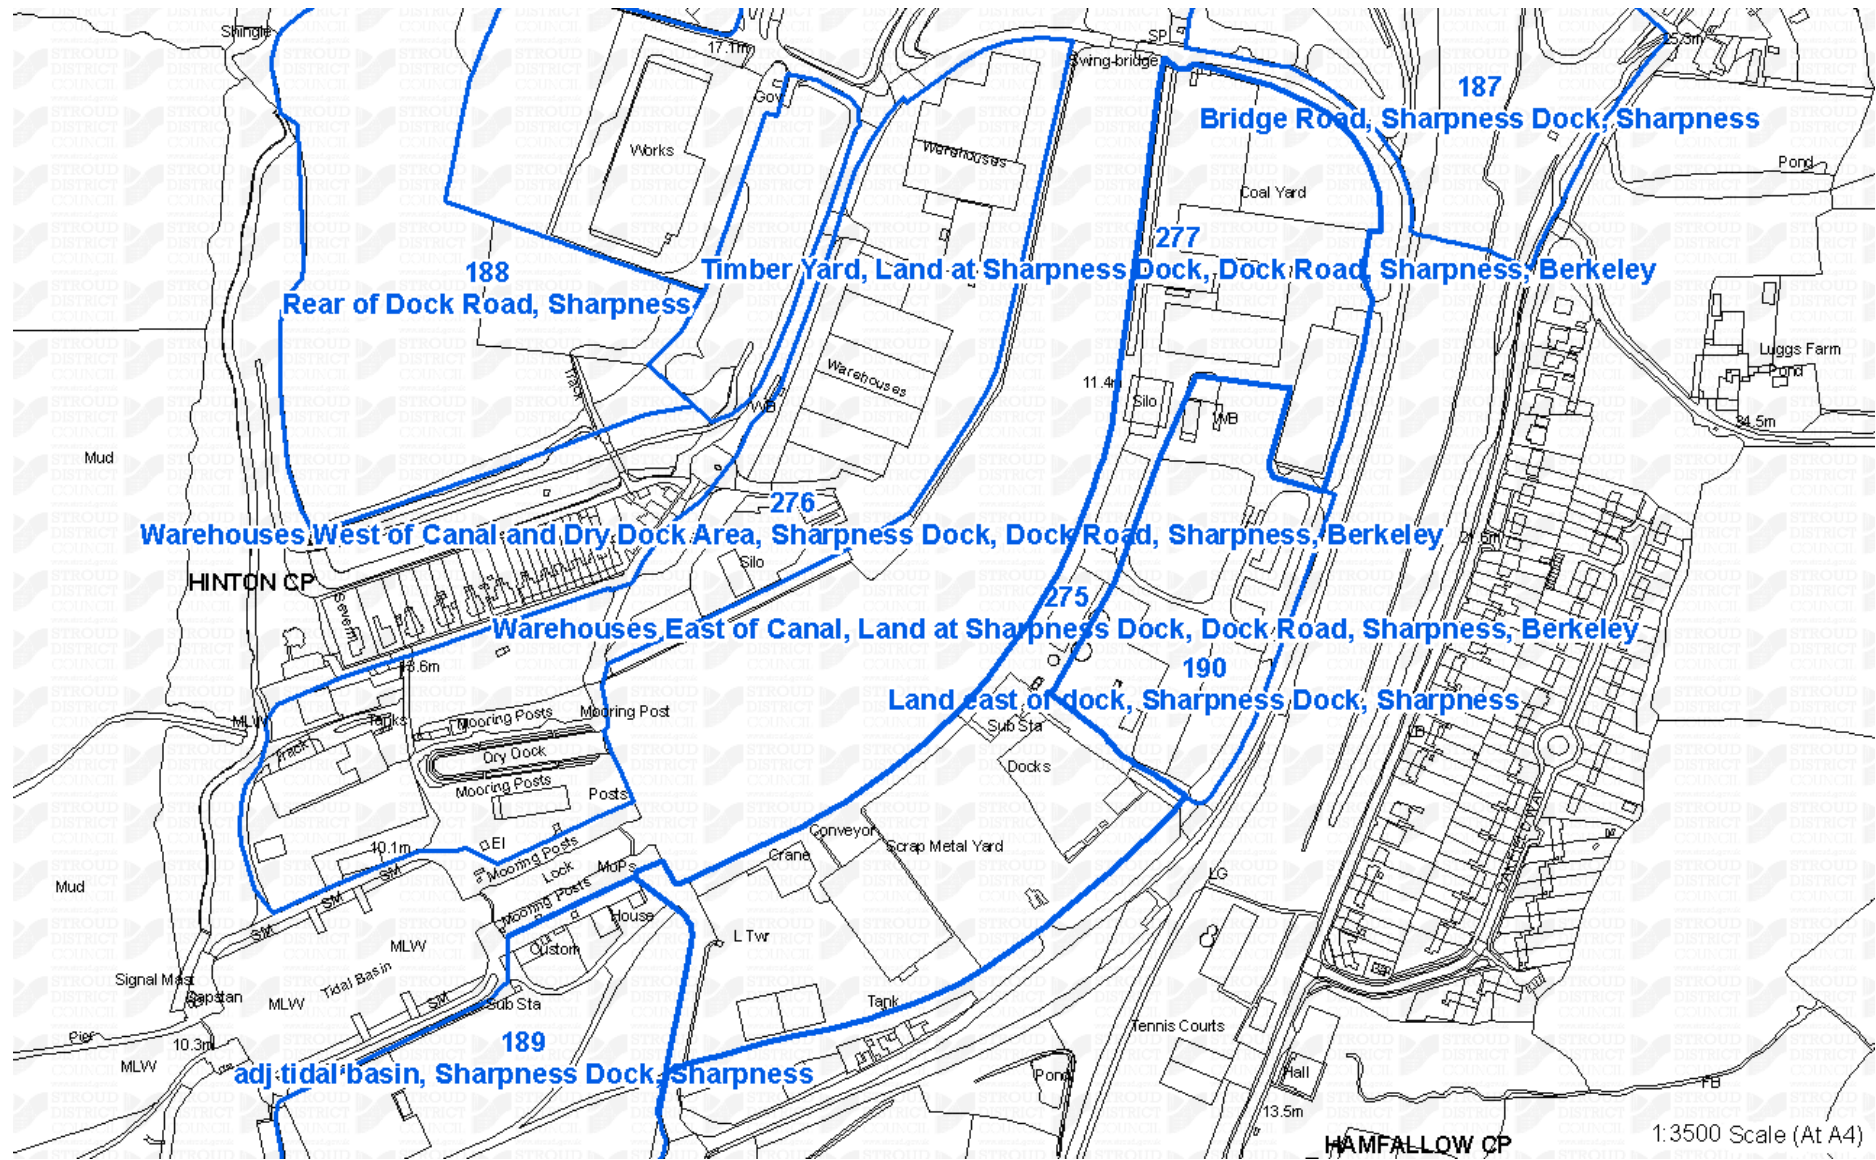 Shingle
17.1m
SP
Swing-bridge
15.3m
Gov
187
Bridge Road, Sharpness Dock, Sharpness
Works
Warehouses
Pond
Coal Yard
277
Timber Yard, Land at Sharpness Dock, Dock Road, Sharpness, Berkeley
188
Rear of Dock Road, Sharpness
Luggs Farm
Pond
Track
Warehouses
11.4m
Silo
WB
WB
34.5m
Mud
276
Warehouses West of Canal and Dry Dock Area, Sharpness Dock, Dock Road, Sharpness, Berkeley
21.6m
Silo
HINTON CP
Severn
275
Warehouses East of Canal, Land at Sharpness Dock, Dock Road, Sharpness, Berkeley
13.6m
190
Land east of dock, Sharpness Dock, Sharpness
MLW
Tanks
Mooring Posts
Mooring Post
Sub Sta
LB
Track
Dry Dock
Docks
Mooring Posts
Posts
Conveyor
Scrap Metal Yard
Crane
10.1m
El
Mooring Posts
Lock
MoPs
SM
Mooring Posts
LG
Mud
SM
House
OAKFIELD WAY
SM
MLW
Custom
L Twr
Signal Mast
Capstan
MLW
Tidal Basin
SM
Sub Sta
Tank
Pier
10.3m
189
adj tidal basin, Sharpness Dock, Sharpness
Tennis Courts
MLW
Pond
Hall
FB
13.5m
HAMFALLOW CP
1:3500 Scale (At A4)
STROUD
DISTRICT
COUNCIL